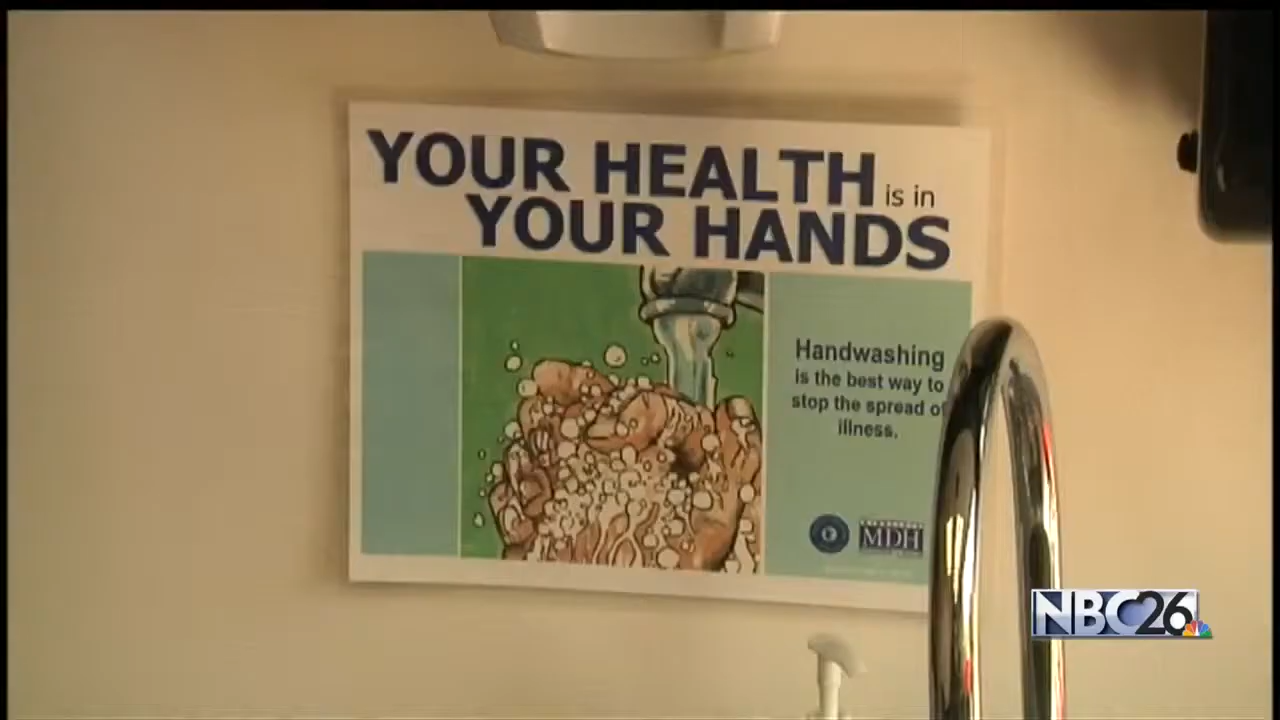 YOUR HEALTH is in
YOUR HANDS
Handwashing
is the best way to
stop the spread of
illness.
MDH
NBC26